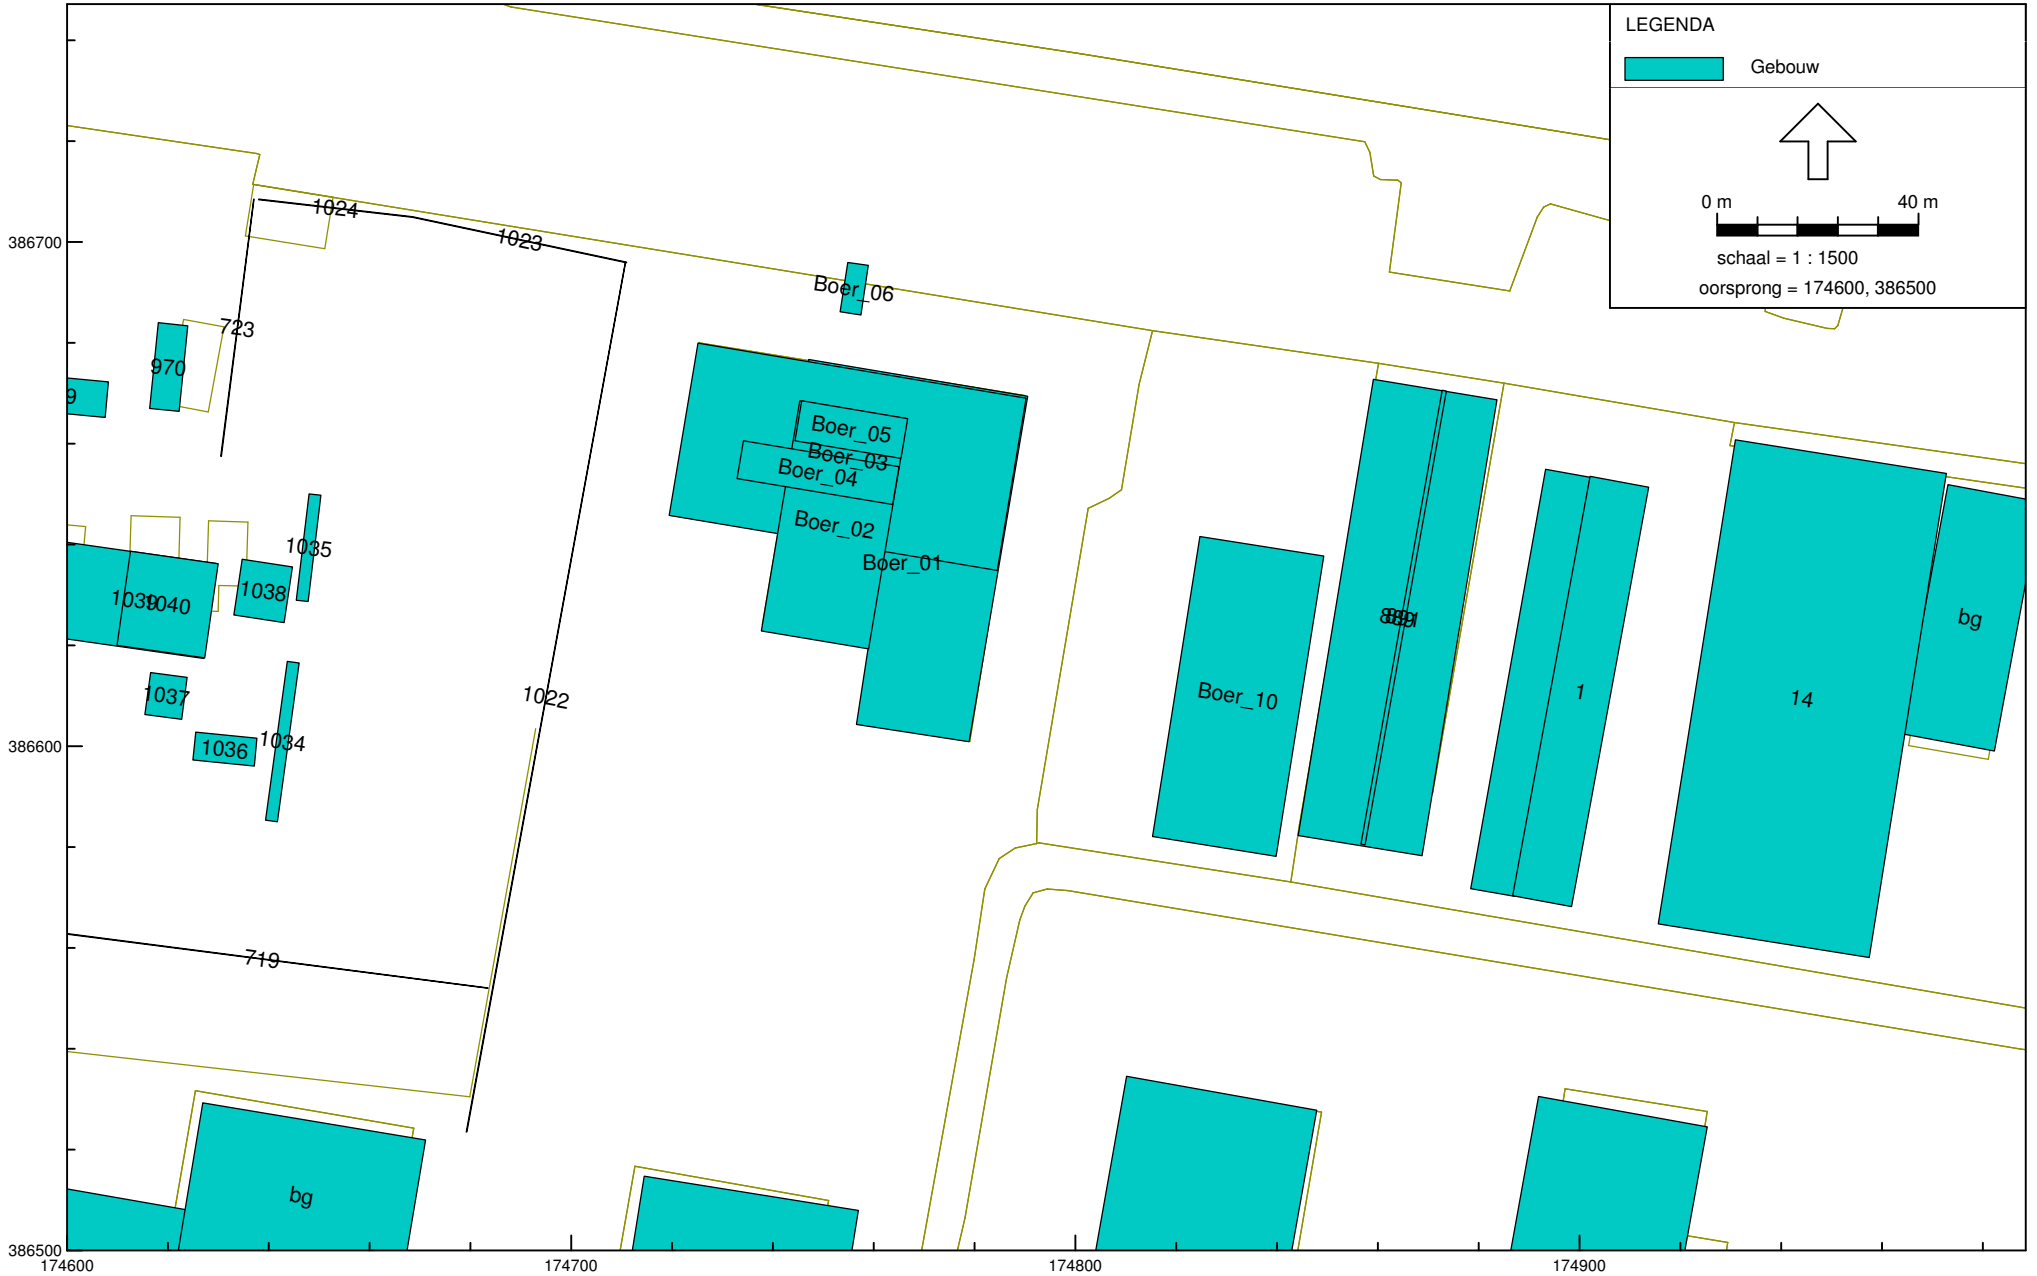 LEGENDA
Gebouw
0 m 40 m
schaal = 1 : 1500
oorsprong = 174600, 386500
1024
1023
386700
Boer_06
723
970
9
Boer_05
Boer_03
Boer_04
Boer_02
1035
Boer_01
1038
1039
1040
bg
1037
1022
Boer_10
1
14
1034
1036
386600
719
bg
386500
174600
174700
174800
174900